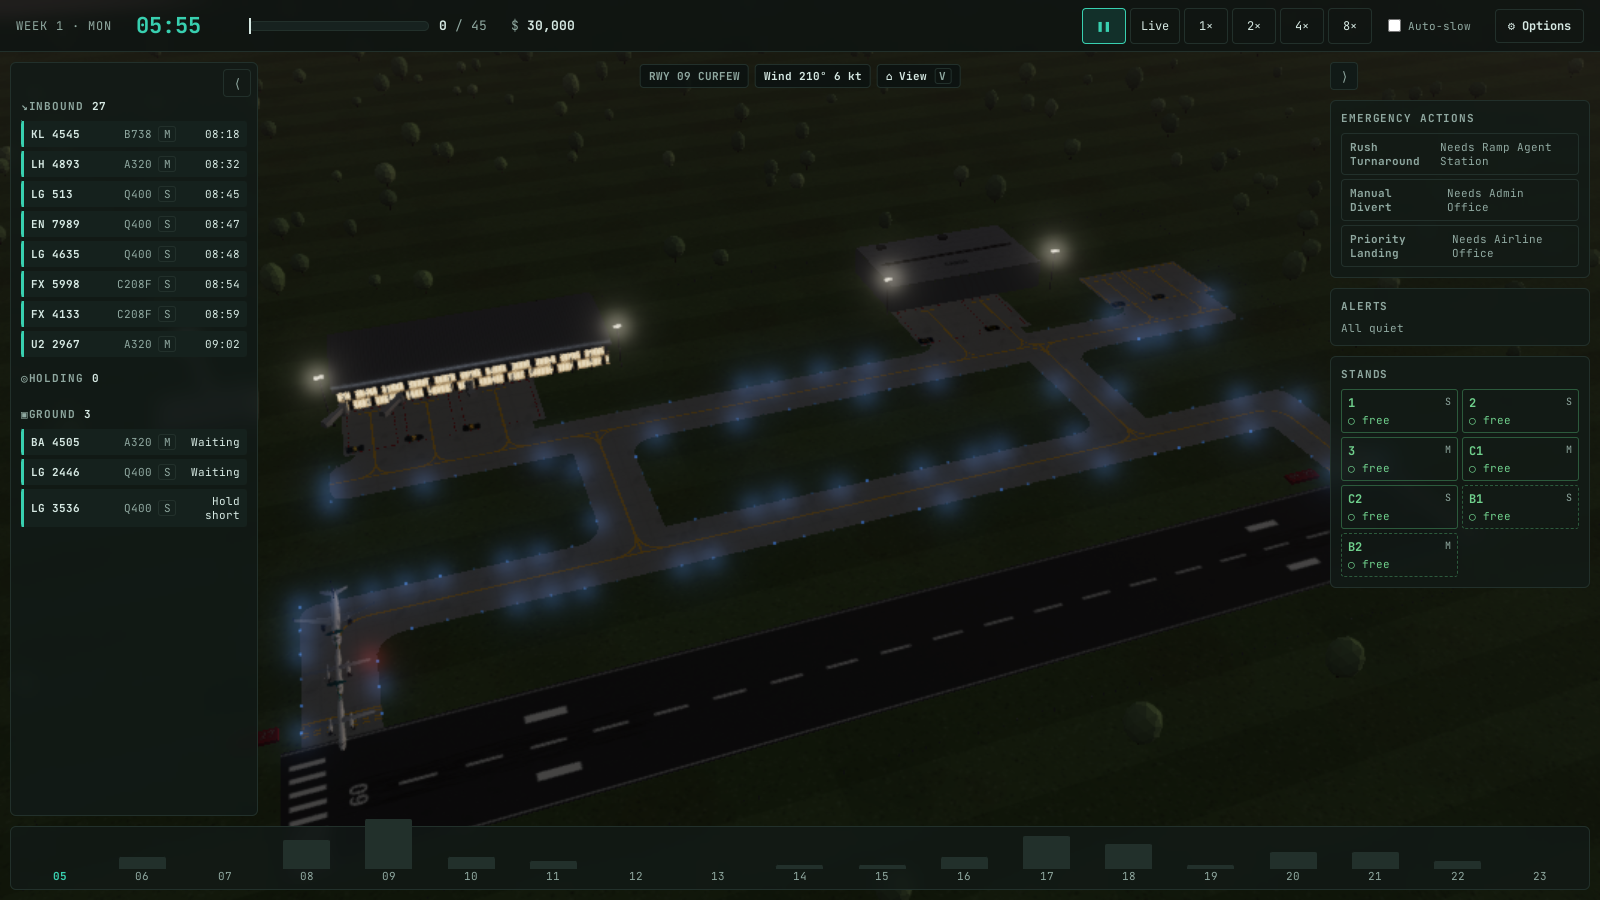 WEEK 1 · MON 05:55 0 / 45 $ 30,000 Live 1× 2× 4× 8× Auto-slow ⚙ Options
RWY 09 CURFEW Wind 210° 6 kt ⌂ View V
INBOUND 27
KL 4545 B738 M 08:18
LH 4893 A320 M 08:32
LG 513 Q400 S 08:45
EN 7989 Q400 S 08:47
LG 4635 Q400 S 08:48
FX 5998 C208F S 08:54
FX 4133 C208F S 08:59
U2 2967 A320 M 09:02
HOLDING 0
GROUND 3
BA 4505 A320 M Waiting
LG 2446 Q400 S Waiting
LG 3536 Q400 S Hold short
EMERGENCY ACTIONS
Rush Turnaround Needs Ramp Agent Station
Manual Divert Needs Admin Office
Priority Landing Needs Airline Office
ALERTS
All quiet
STANDS
1 S
free
2 S
free
3 M
free
C1 M
free
C2 S
free
B1 S
free
B2 M
free
09
05 06 07 08 09 10 11 12 13 14 15 16 17 18 19 20 21 22 23